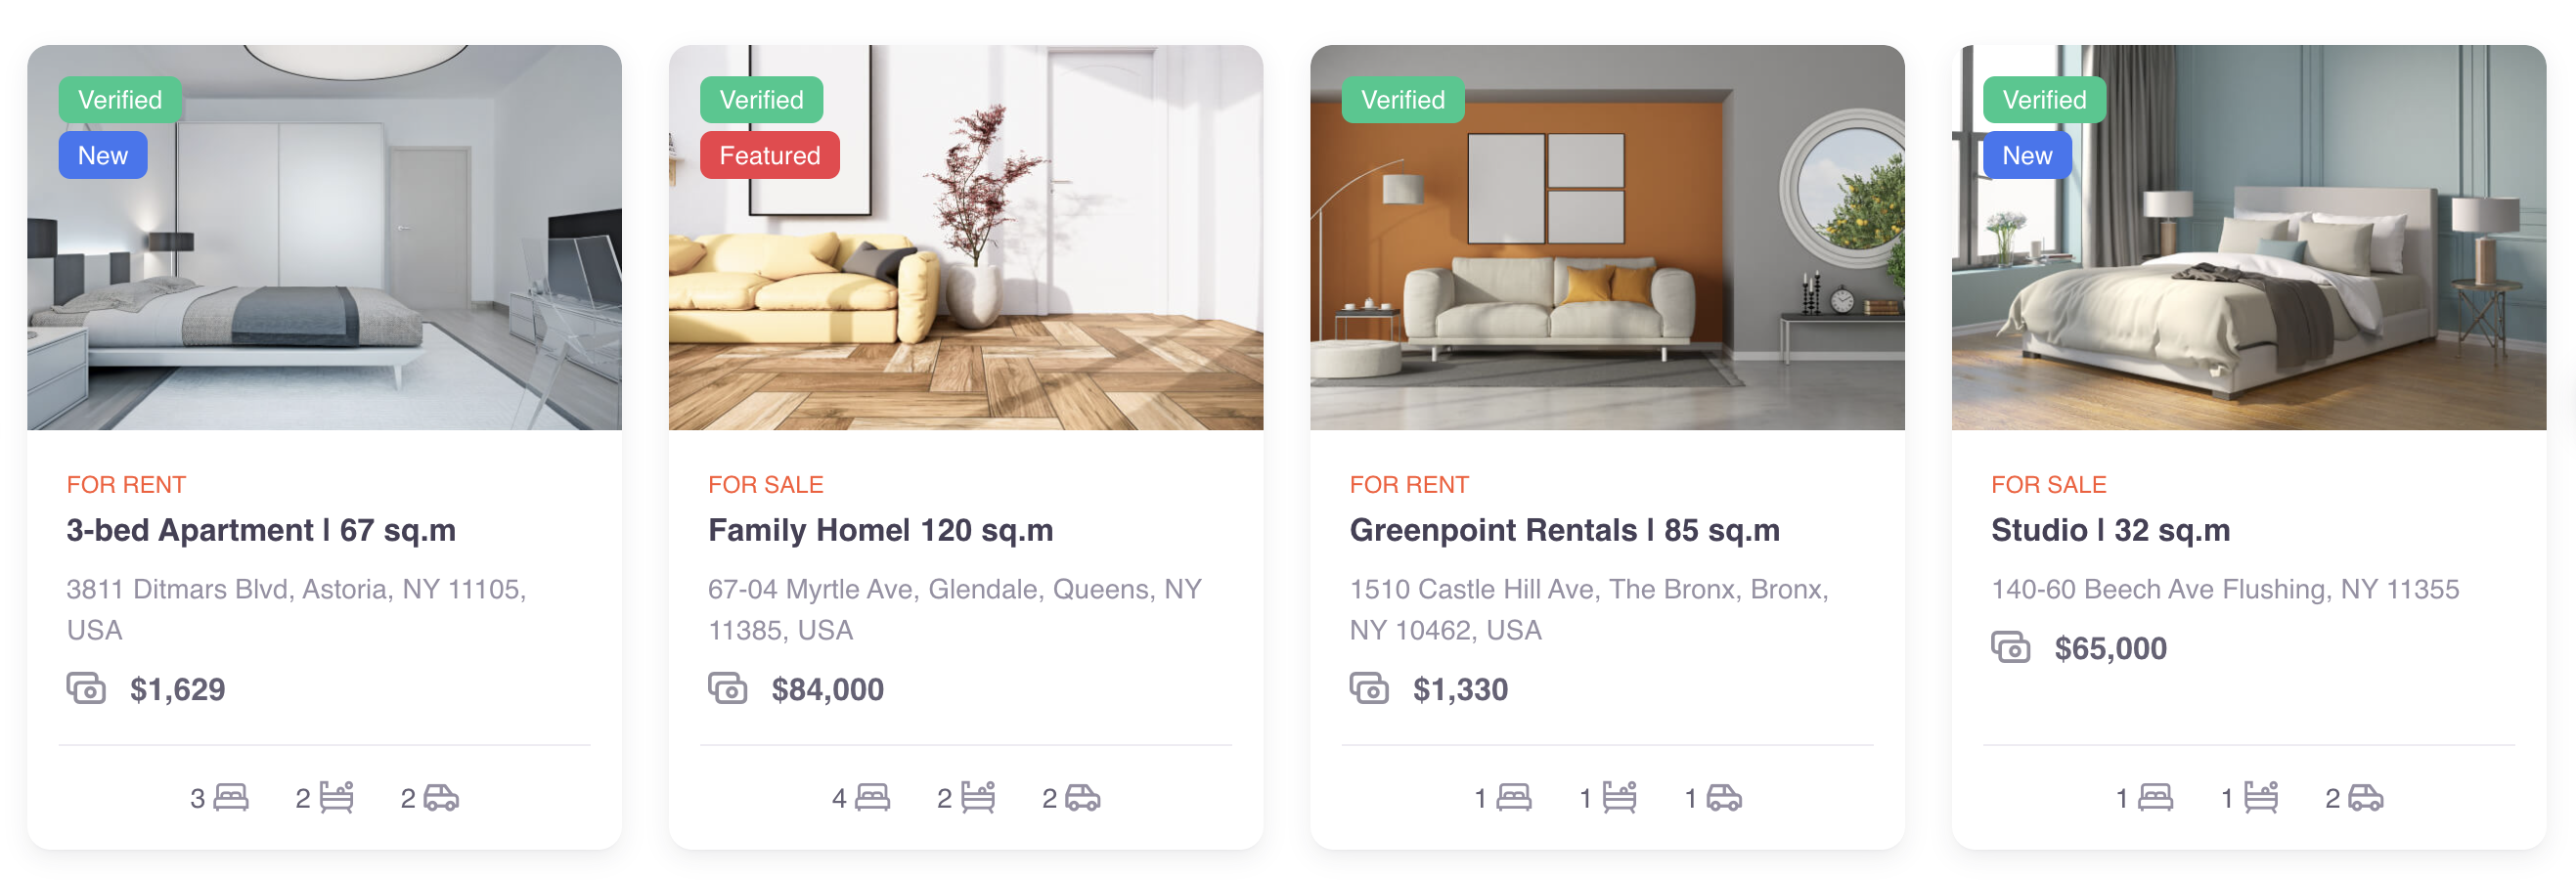 Verified
New
FOR RENT
3-bed Apartment | 67 sq.m
3811 Ditmars Blvd, Astoria, NY 11105,
USA
$1,629
3 2 2
Verified
Featured
FOR SALE
Family Home| 120 sq.m
67-04 Myrtle Ave, Glendale, Queens, NY
11385, USA
$84,000
4 2 2
Verified
FOR RENT
Greenpoint Rentals | 85 sq.m
1510 Castle Hill Ave, The Bronx, Bronx,
NY 10462, USA
$1,330
1 1 1
Verified
New
FOR SALE
Studio | 32 sq.m
140-60 Beech Ave Flushing, NY 11355
$65,000
1 1 2